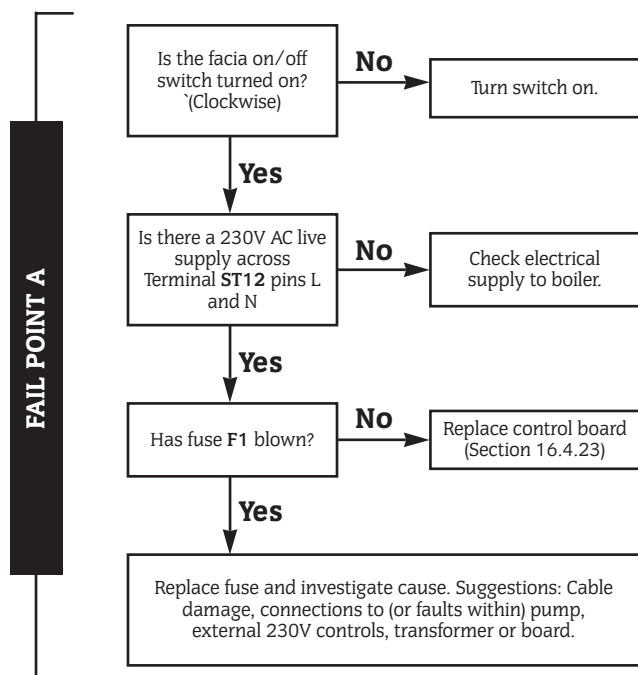 FAIL POINT A
Is the facia on/off
switch turned on?
`(Clockwise)
No
Turn switch on.
Yes
Is there a 230V AC live
supply across
Terminal ST12 pins L
and N
No
Check electrical
supply to boiler.
Yes
Has fuse F1 blown?
No
Replace control board
(Section 16.4.23)
Yes
Replace fuse and investigate cause. Suggestions: Cable
damage, connections to (or faults within) pump,
external 230V controls, transformer or board.